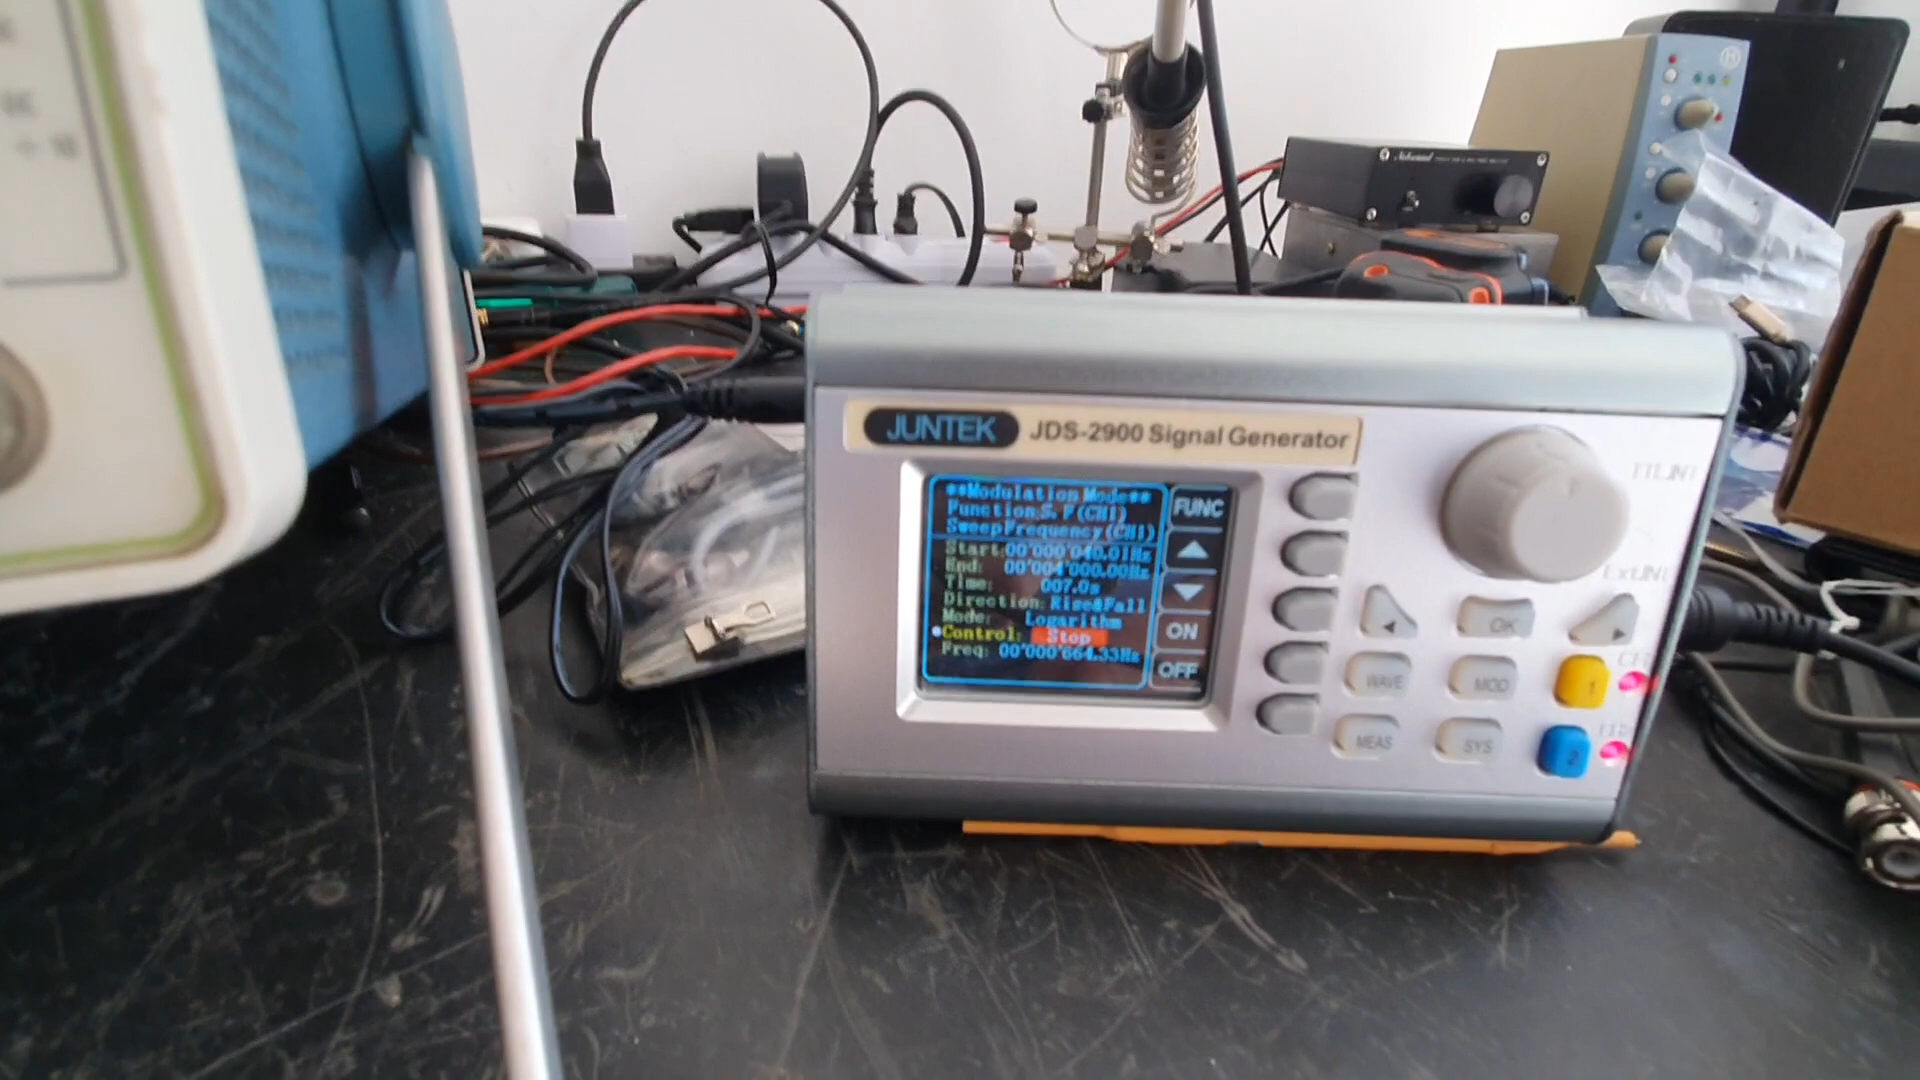 JUNTEK JDS-2900 Signal Generator
**Modulation Mode**
Function:S.F(CH1)
SweepFrequency(CH1)
Start:00'000'040.01Hz
End: 00'004'000.00Hz
Time: 007.0s
Direction:Rise&Fall
Mode: Logarithm
Control: Stop
Freq: 00'000'664.33Hz
FUNC
ON
OFF
OK
WAVE
MOD
1
MEAS
SYS
2